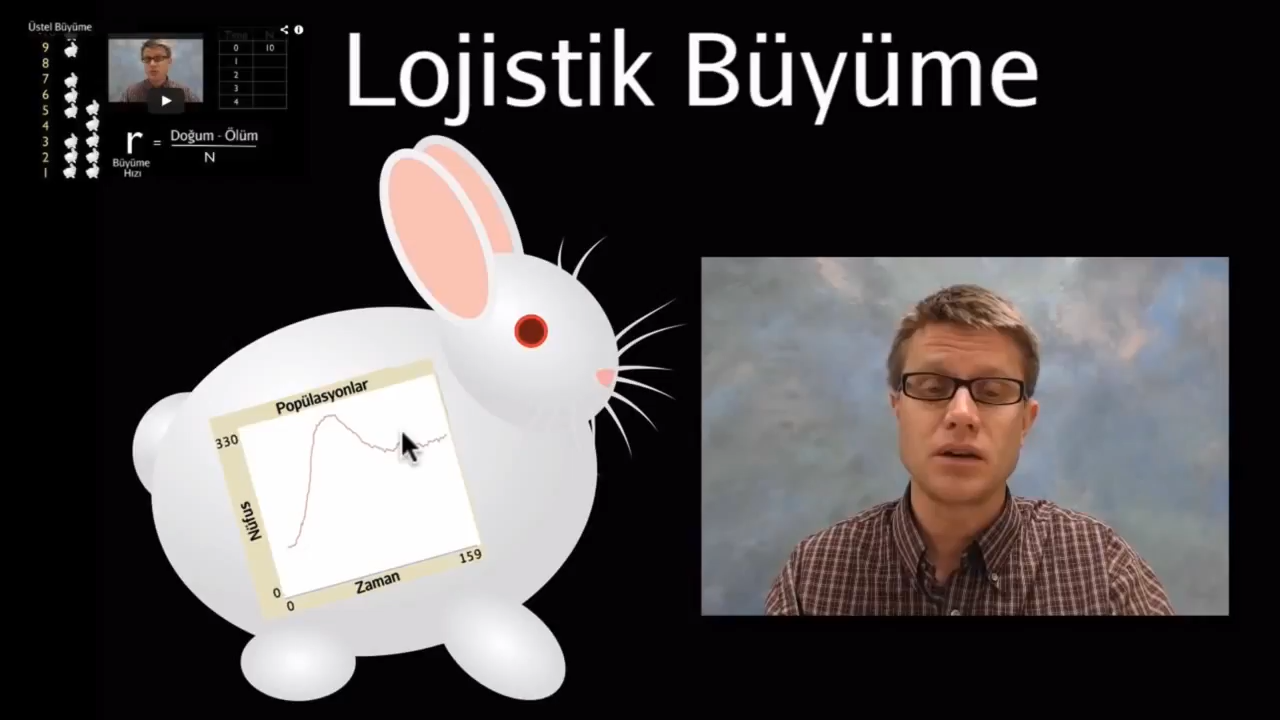 Üstel Büyüme
9
8
7
6
5
4
3
2
1
Time N
0 10
1
2
3
4
r = Doğum - Ölüm
N
Büyüme
Hızı
Lojistik Büyüme
Popülasyonlar
330
Nüfus
0
0
Zaman
159